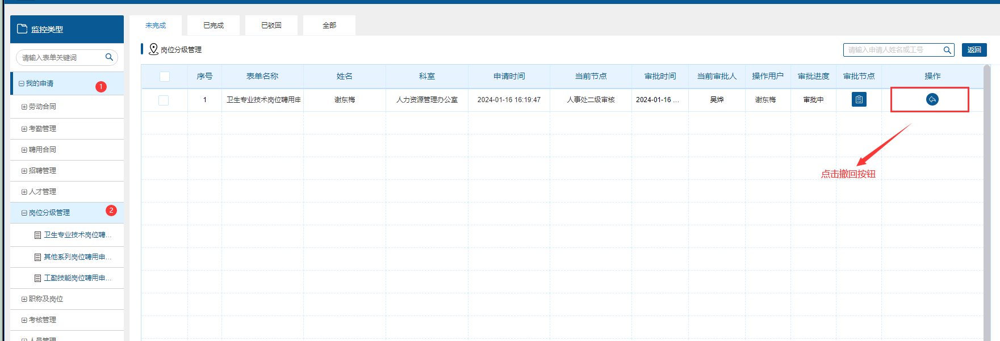 监控类型
请输入表单关键词
我的申请
1
劳动合同
考勤管理
聘用合同
招聘管理
人才管理
岗位分级管理
2
卫生专业技术岗位聘...
其他系列岗位聘用申...
工勤技能岗位聘用申...
职称及岗位
考核管理
人员管理
未完成 已完成 已驳回 全部
岗位分级管理
请输入申请人姓名或工号
返回
序号 表单名称 姓名 科室 申请时间 当前节点 审批时间 当前审批人 操作用户 审批进度 审批节点 操作
1 卫生专业技术岗位聘用申 谢东梅 人力资源管理办公室 2024-01-16 16:19:47 人事处二级审核 2024-01-16 ... 吴烨 谢东梅 审批中
点击撤回按钮